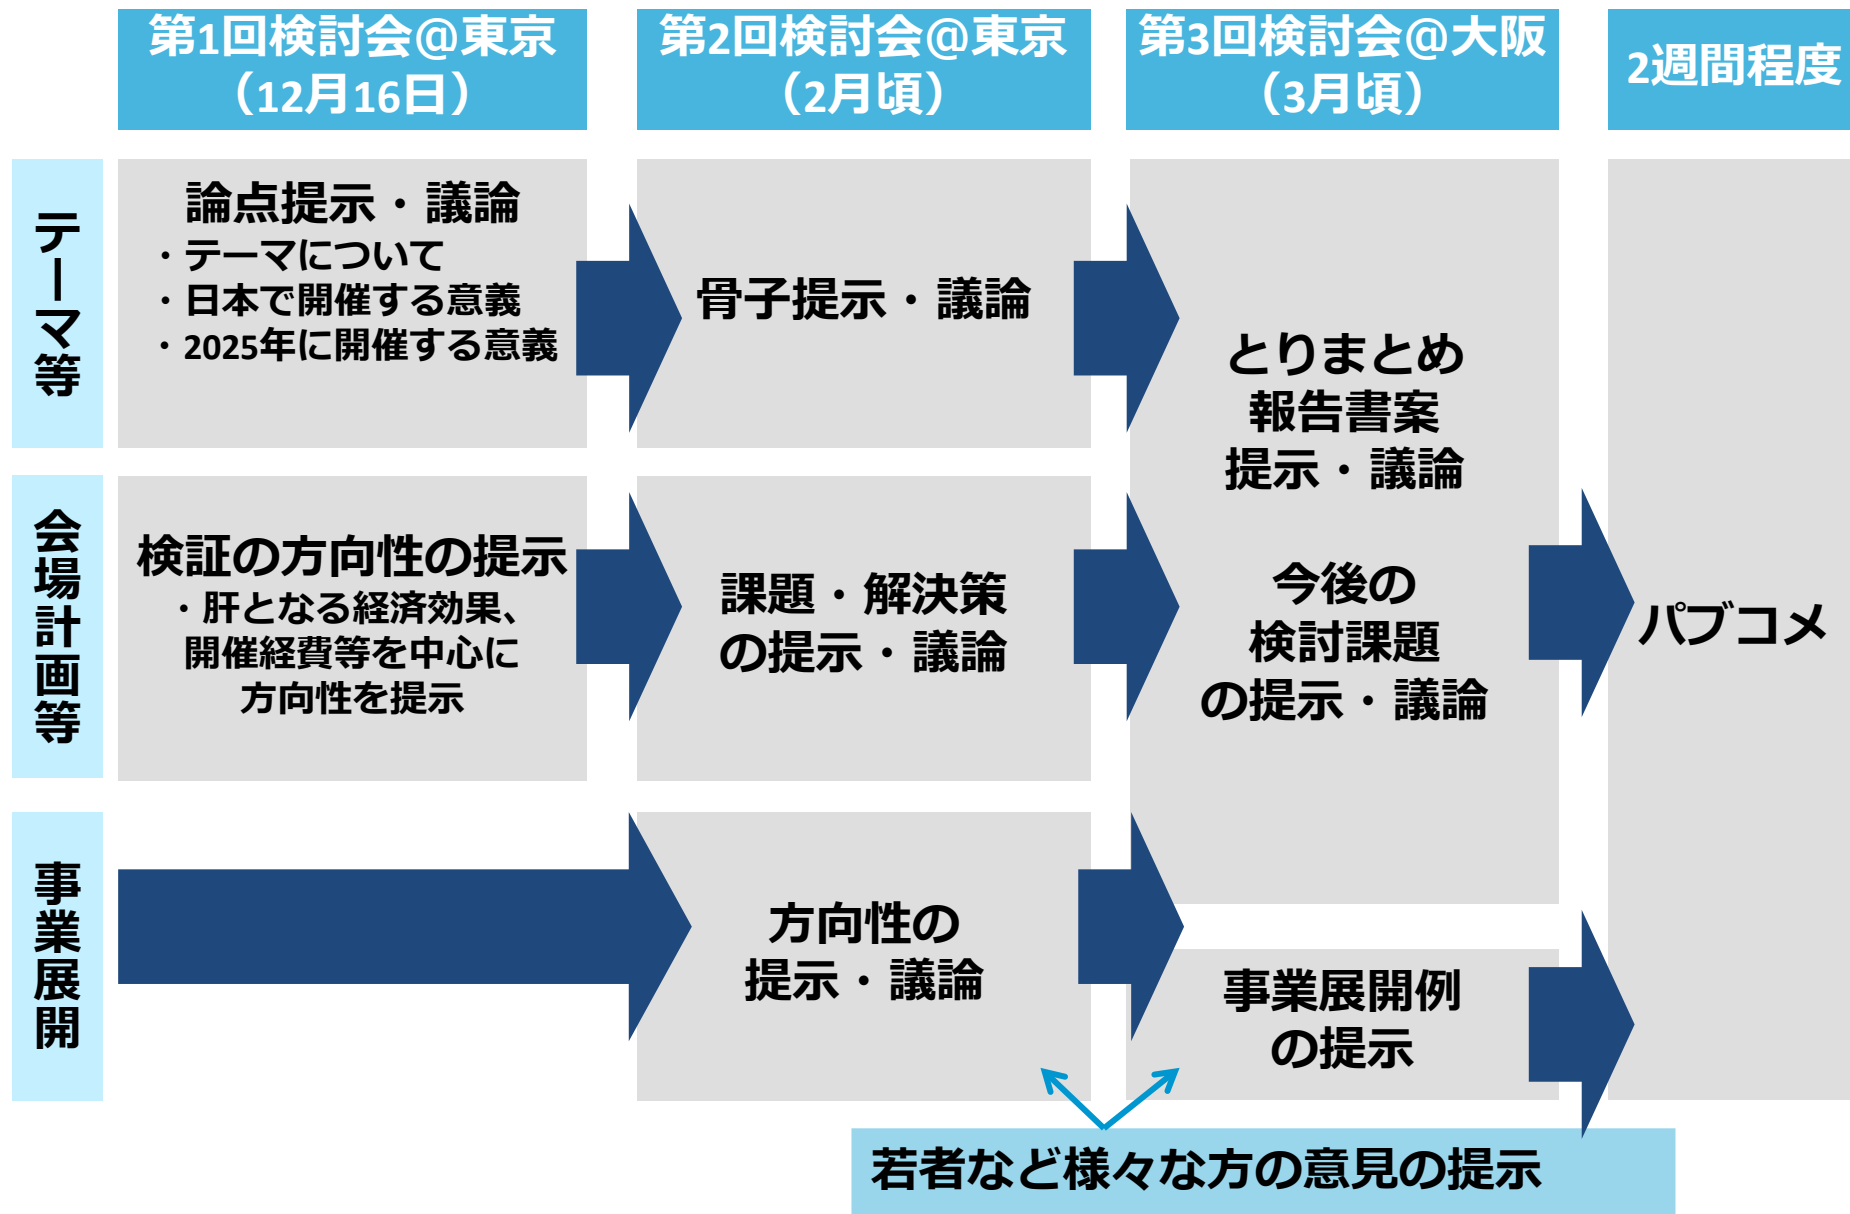 第1回検討会@東京
（12月16日）
第2回検討会@東京
（2月頃）
第3回検討会@大阪
（3月頃）
2週間程度
テーマ等
論点提示・議論
・テーマについて
・日本で開催する意義
・2025年に開催する意義
骨子提示・議論
とりまとめ
報告書案
提示・議論
今後の
検討課題
の提示・議論
パブコメ
会場計画等
検証の方向性の提示
・肝となる経済効果、
開催経費等を中心に
方向性を提示
課題・解決策
の提示・議論
事業展開
方向性の
提示・議論
事業展開例
の提示
若者など様々な方の意見の提示